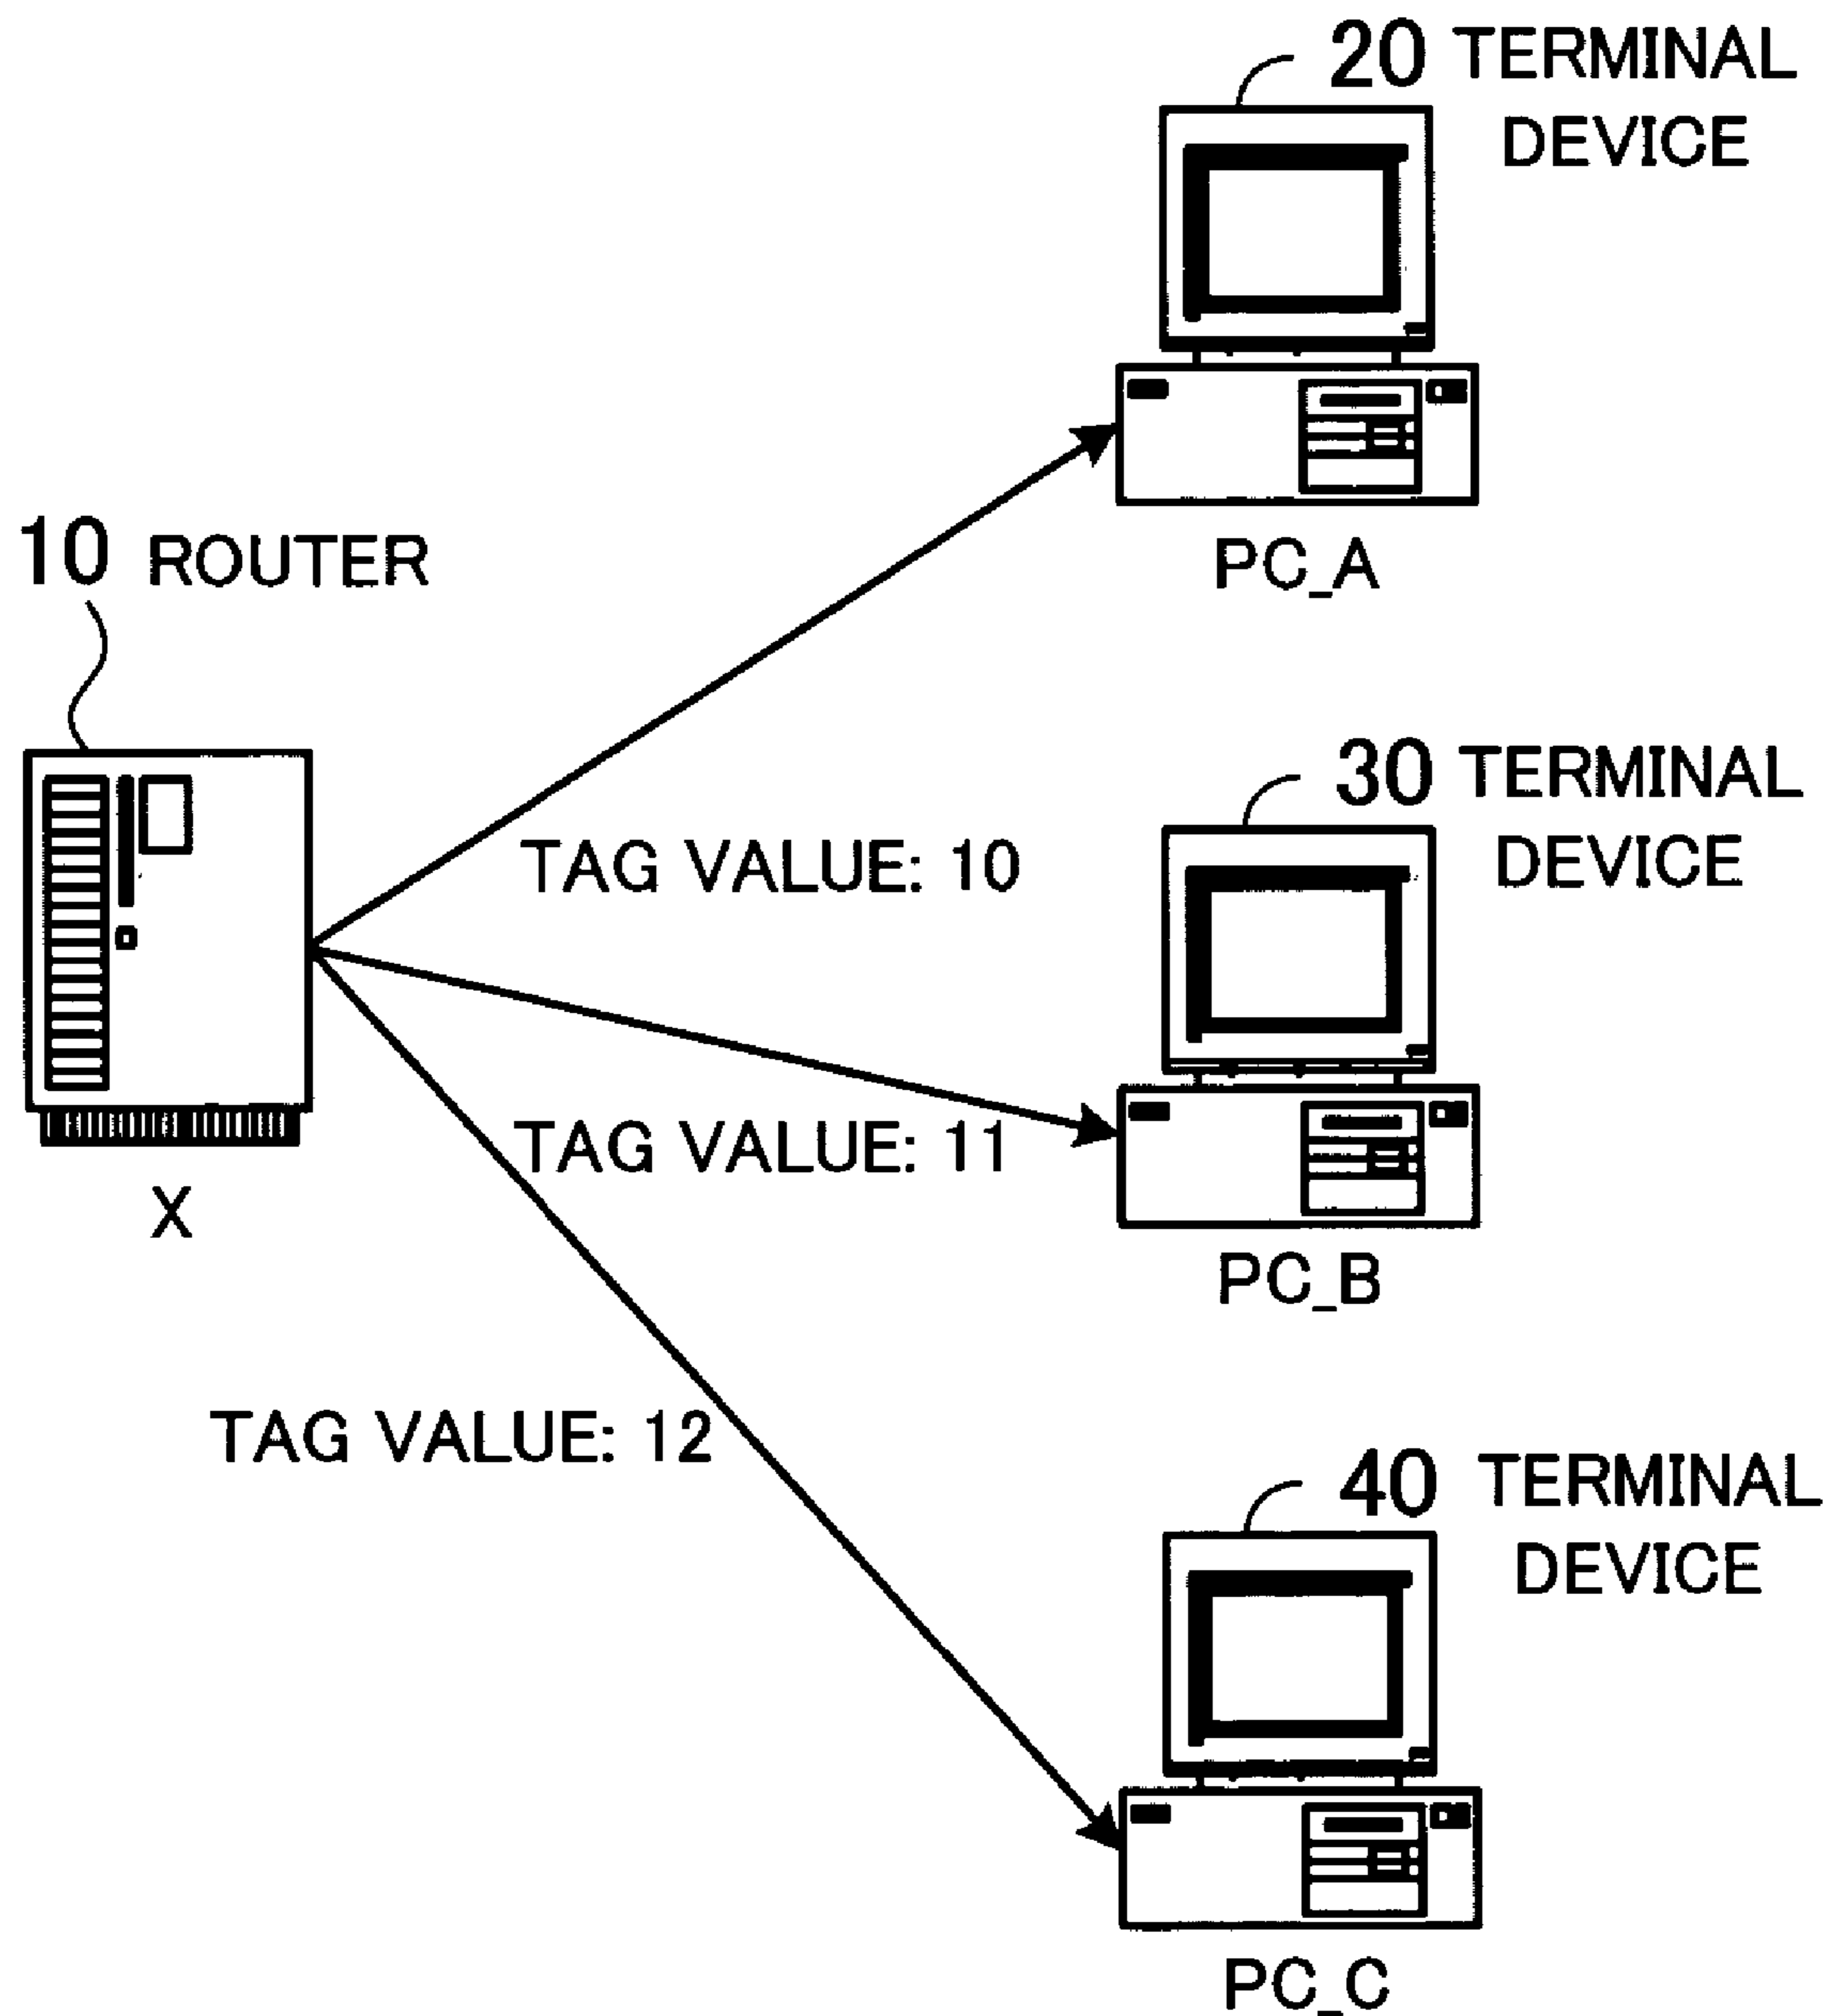 20 TERMINAL
DEVICE
PC_A
10 ROUTER
X
TAG VALUE: 10
30 TERMINAL
DEVICE
TAG VALUE: 11
PC_B
TAG VALUE: 12
40 TERMINAL
DEVICE
PC_C